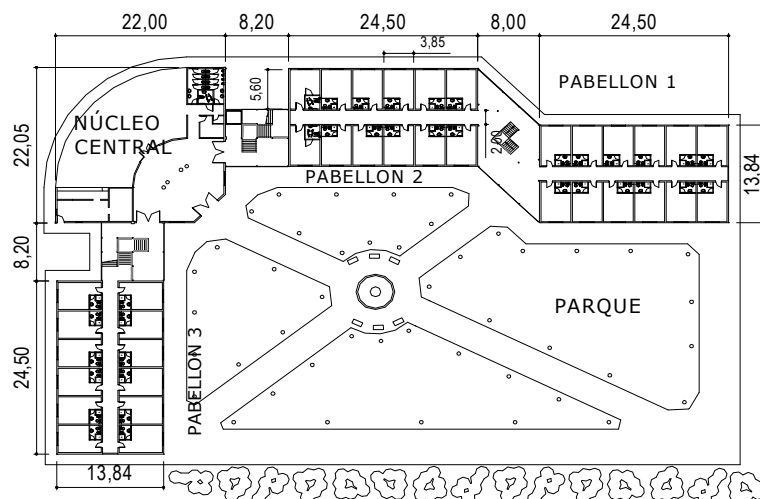 22,00
8,20
24,50
8,00
24,50
3,85
PABELLON 1
5,60
NÚCLEO
CENTRAL
22,05
2,00
13,84
PABELLON 2
8,20
PARQUE
PABELLON 3
24,50
13,84